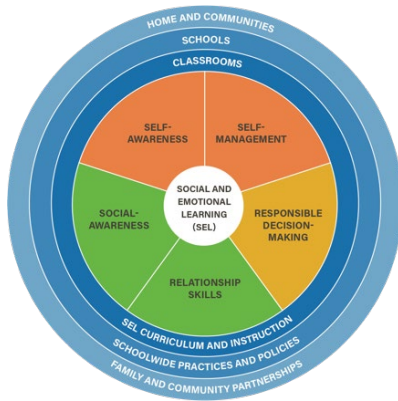 HOME AND COMMUNITIES
SCHOOLS
CLASSROOMS
SELF-
AWARENESS
SELF-
MANAGEMENT
SOCIAL AND
EMOTIONAL
LEARNING
(SEL)
SOCIAL-
AWARENESS
RESPONSIBLE
DECISION-
MAKING
RELATIONSHIP
SKILLS
SEL CURRICULUM AND INSTRUCTION
SCHOOLWIDE PRACTICES AND POLICIES
FAMILY AND COMMUNITY PARTNERSHIPS